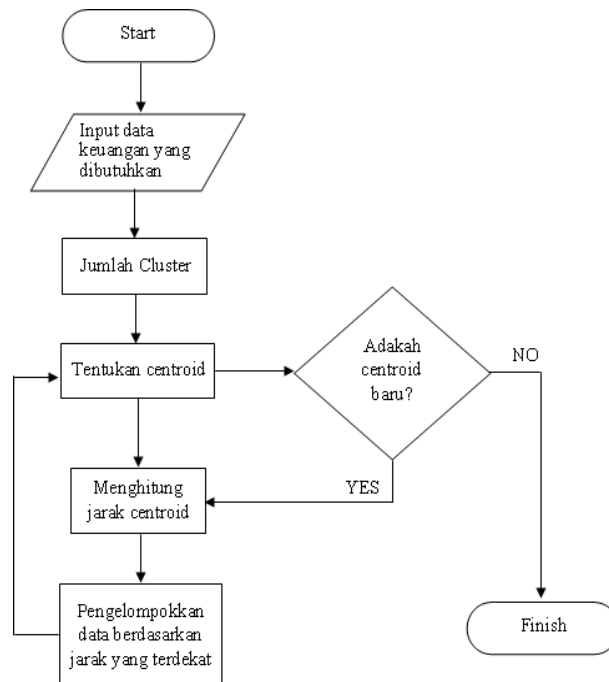 Start
Input data
keuangan yang
dibutuhkan
Jumlah Cluster
Tentukan centroid
Adakah
centroid
baru?
NO
YES
Menghitung
jarak centroid
Pengelompokkan
data berdasarkan
jarak yang terdekat
Finish